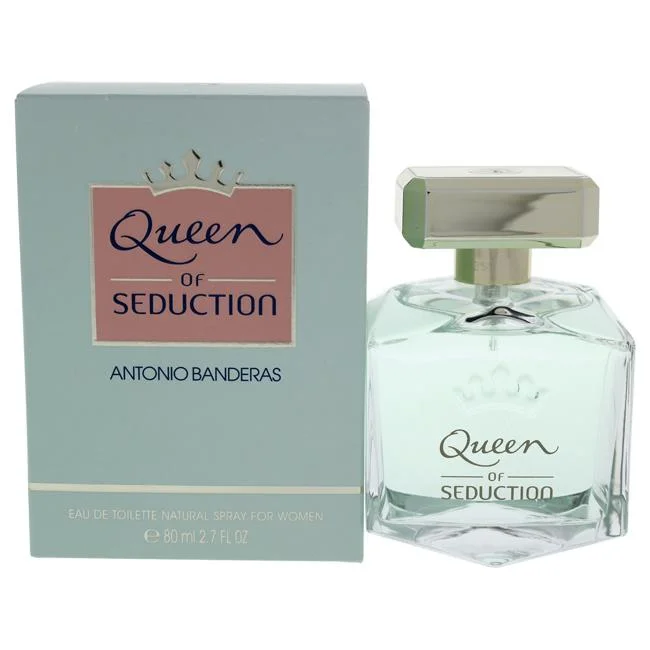 Queen
OF
SEDUCTION
ANTONIO BANDERAS
EAU DE TOILETTE NATURAL SPRAY FOR WOMEN
℮ 80 ml 2.7 FL OZ
Queen
OF
SEDUCTION